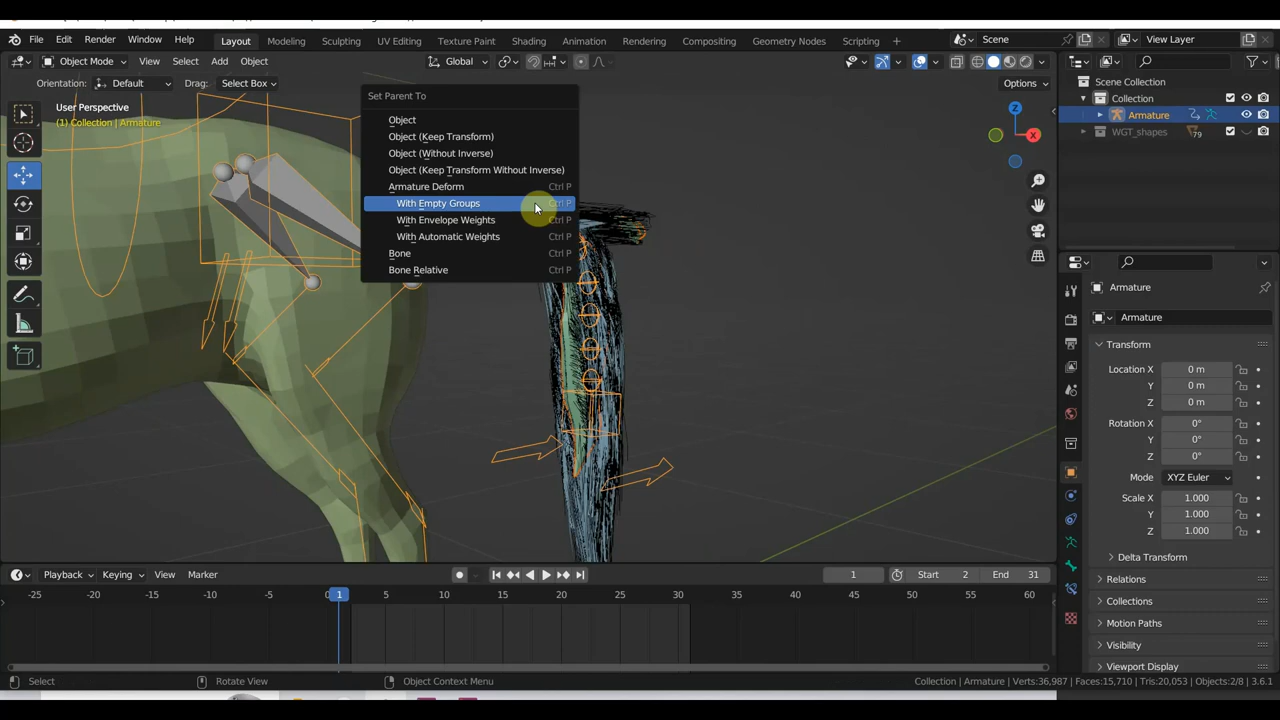 File Edit Render Window Help Layout Modeling Sculpting UV Editing Texture Paint Shading Animation Rendering Compositing Geometry Nodes Scripting + Scene View Layer
Object Mode View Select Add Object Global Options
Orientation: Default Drag: Select Box
User Perspective
(1) Collection | Armature
Set Parent To
Object
Object (Keep Transform)
Object (Without Inverse)
Object (Keep Transform Without Inverse)
Armature Deform Ctrl P
With Empty Groups Ctrl P
With Envelope Weights Ctrl P
With Automatic Weights Ctrl P
Bone Ctrl P
Bone Relative Ctrl P
Z
X
Scene Collection
Collection
Armature
WGT_shapes 79
Armature
Armature
Transform
Location X 0 m
Y 0 m
Z 0 m
Rotation X 0°
Y 0°
Z 0°
Mode XYZ Euler
Scale X 1.000
Y 1.000
Z 1.000
Delta Transform
Relations
Collections
Motion Paths
Visibility
Viewport Display
Playback Keying View Marker 1 Start 2 End 31
-25 -20 -15 -10 -5 0 1 5 10 15 20 25 30 35 40 45 50 55 60
Select Rotate View Object Context Menu Collection | Armature | Verts:36,987 | Faces:15,710 | Tris:20,053 | Objects:2/8 | 3.6.1